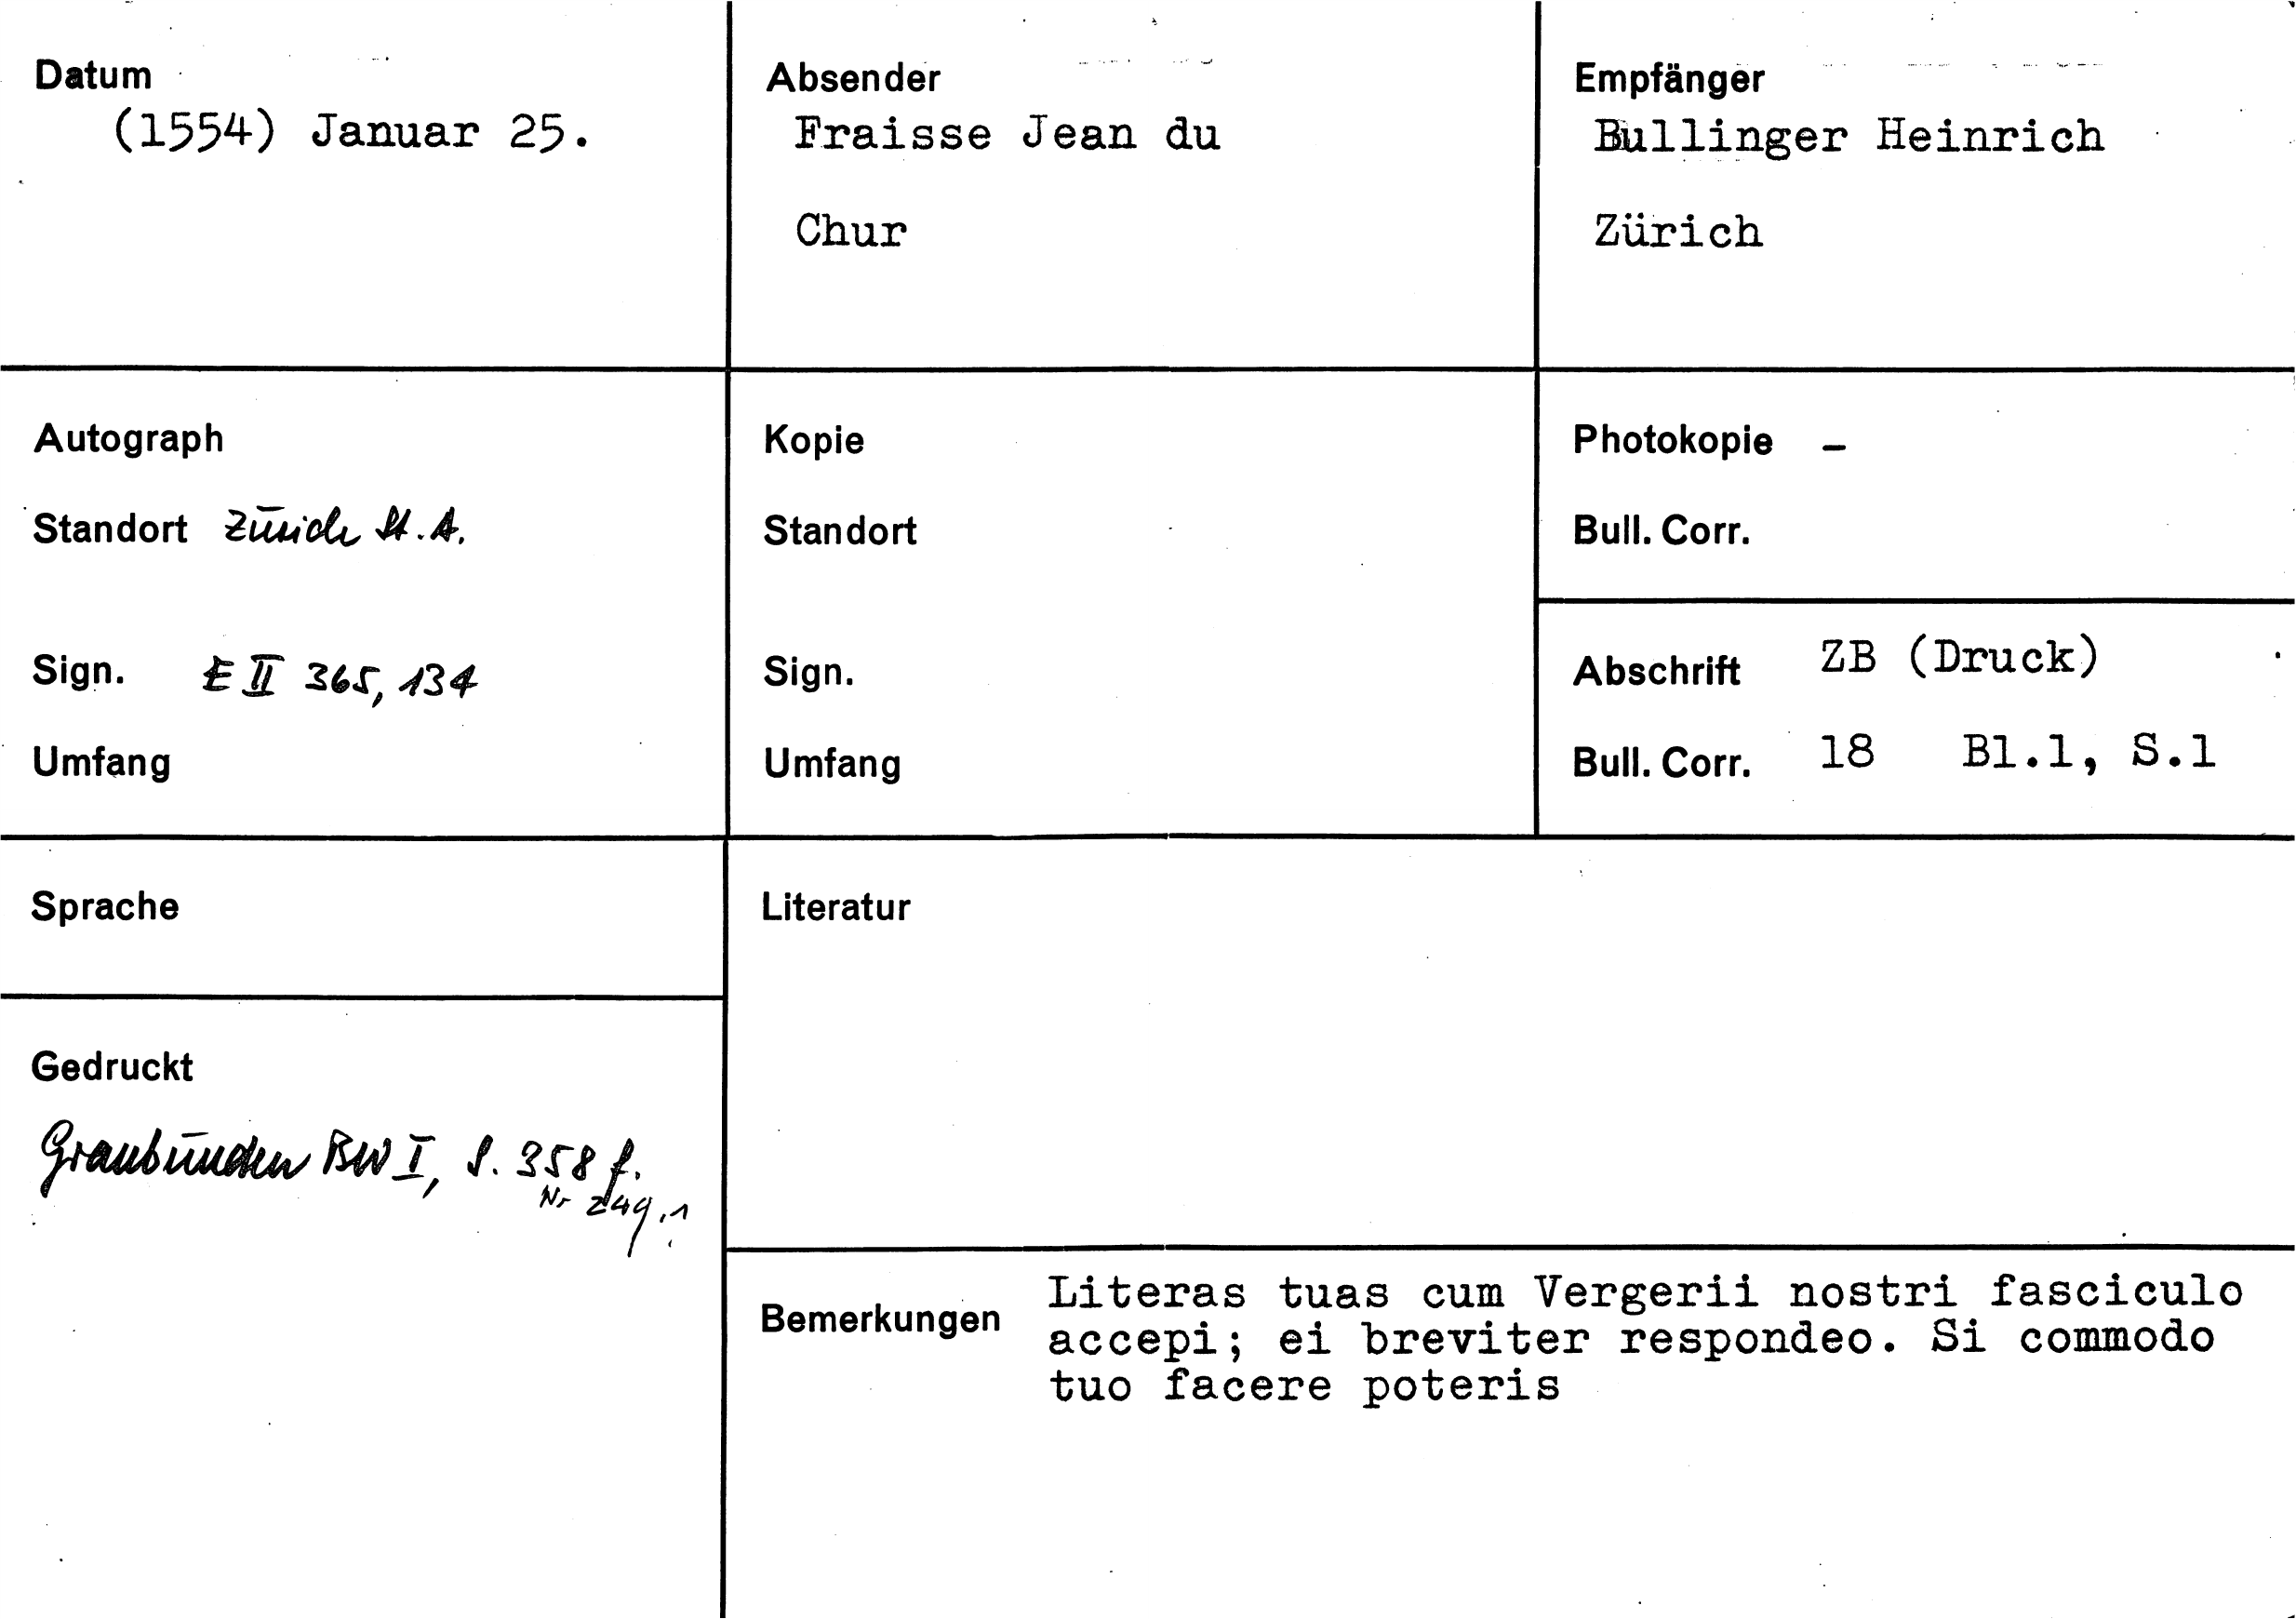 Datum
(1554) Januar 25.
Absender
Fraisse Jean du
Chur
Empfänger
Bullinger Heinrich
Zürich
Autograph
Standort Zürich St.A.
Sign. E II 365, 134
Umfang
Kopie
Standort
Sign.
Umfang
Photokopie –
Bull. Corr.
Abschrift ZB (Druck)
Bull. Corr. 18 Bl.1, S.1
Sprache
Gedruckt
Graubünden BW I, S. 358 f.
Nr 249.1
Literatur
Bemerkungen
Literas tuas cum Vergerii nostri fasciculo
accepi; ei breviter respondeo. Si commodo
tuo facere poteris